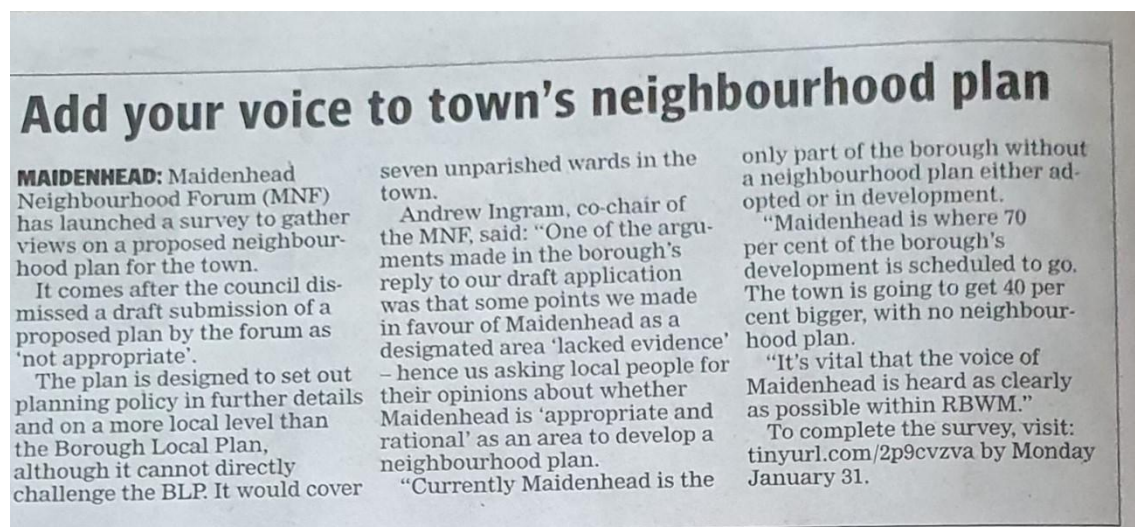 Add your voice to town's neighbourhood plan
MAIDENHEAD: Maidenhead
Neighbourhood Forum (MNF)
has launched a survey to gather
views on a proposed neighbour-
hood plan for the town.
It comes after the council dis-
missed a draft submission of a
proposed plan by the forum as
'not appropriate'.
The plan is designed to set out
planning policy in further details
and on a more local level than
the Borough Local Plan,
although it cannot directly
challenge the BLP. It would cover
seven unparished wards in the
town.
Andrew Ingram, co-chair of
the MNF, said: “One of the argu-
ments made in the borough's
reply to our draft application
was that some points we made
in favour of Maidenhead as a
designated area 'lacked evidence'
– hence us asking local people for
their opinions about whether
Maidenhead is 'appropriate and
rational' as an area to develop a
neighbourhood plan.
“Currently Maidenhead is the
only part of the borough without
a neighbourhood plan either ad-
opted or in development.
“Maidenhead is where 70
per cent of the borough's
development is scheduled to go.
The town is going to get 40 per
cent bigger, with no neighbour-
hood plan.
“It's vital that the voice of
Maidenhead is heard as clearly
as possible within RBWM.”
To complete the survey, visit:
tinyurl.com/2p9cvzva by Monday
January 31.